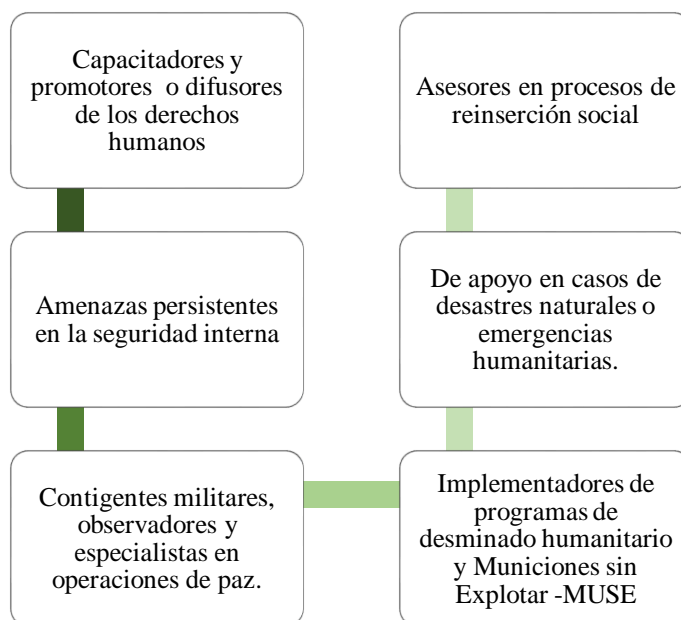 Capacitadores y
promotores o difusores
de los derechos
humanos
Amenazas persistentes
en la seguridad interna
Contigentes militares,
observadores y
especialistas en
operaciones de paz.
Implementadores de
programas de
desminado humanitario
y Municiones sin
Explotar -MUSE
De apoyo en casos de
desastres naturales o
emergencias
humanitarias.
Asesores en procesos de
reinserción social